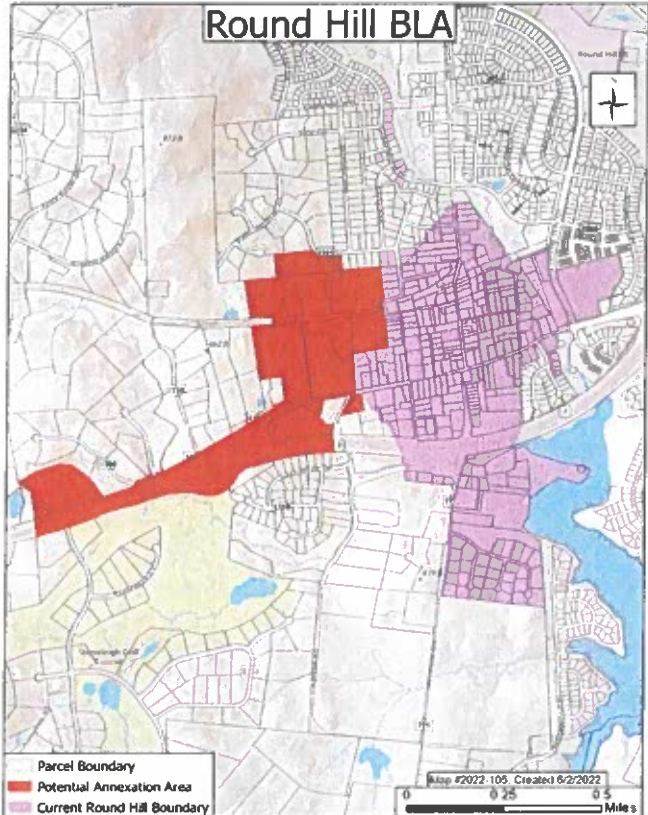 Round Hill BLA
Parcel Boundary
Potential Annexation Area
Current Round Hill Boundary
Map #2022-105. Created 6/2/2022
0 0.25 0.5
Miles